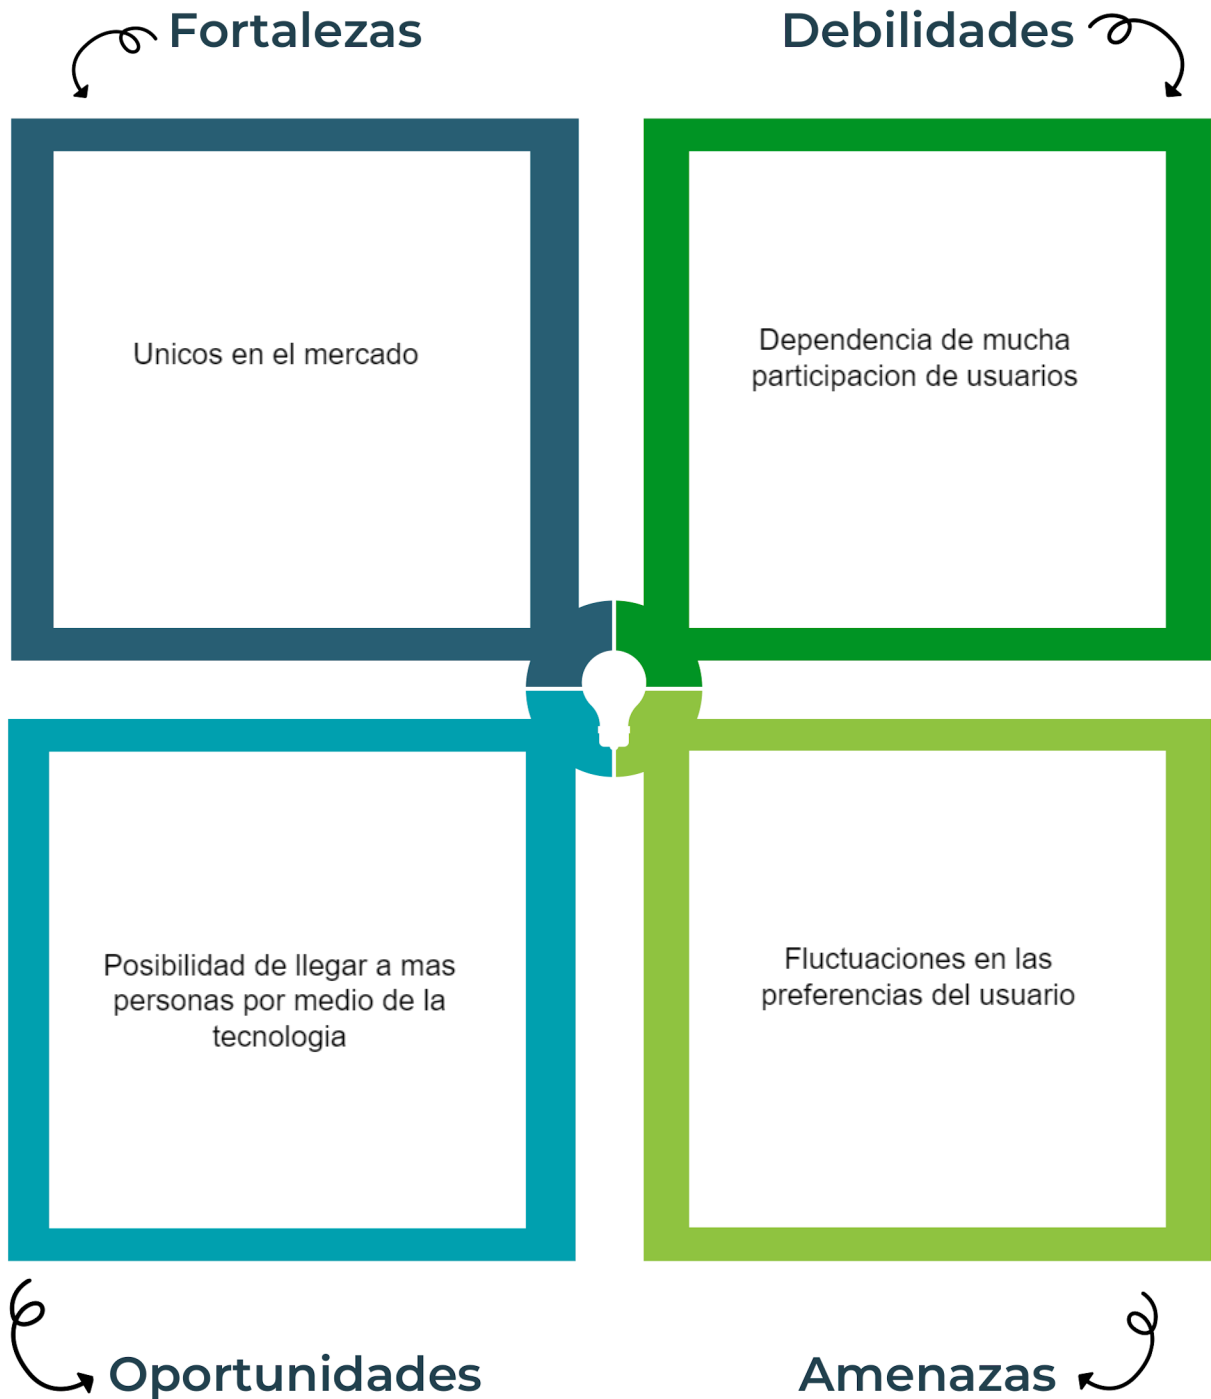 Fortalezas
Unicos en el mercado
Debilidades
Dependencia de mucha
participacion de usuarios
Posibilidad de llegar a mas
personas por medio de la
tecnologia
Oportunidades
Fluctuaciones en las
preferencias del usuario
Amenazas